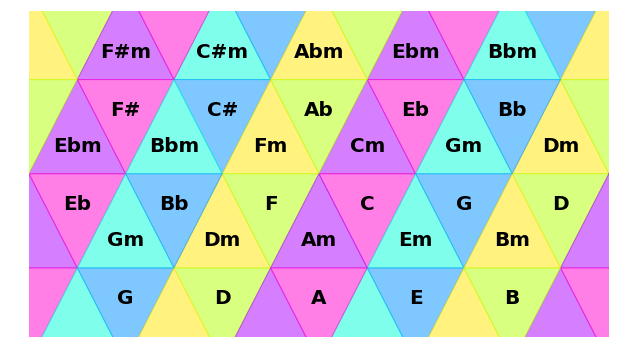 F#m C#m Abm Ebm Bbm
F# C# Ab Eb Bb
Ebm Bbm Fm Cm Gm Dm
Eb Bb F C G D
Gm Dm Am Em Bm
G D A E B